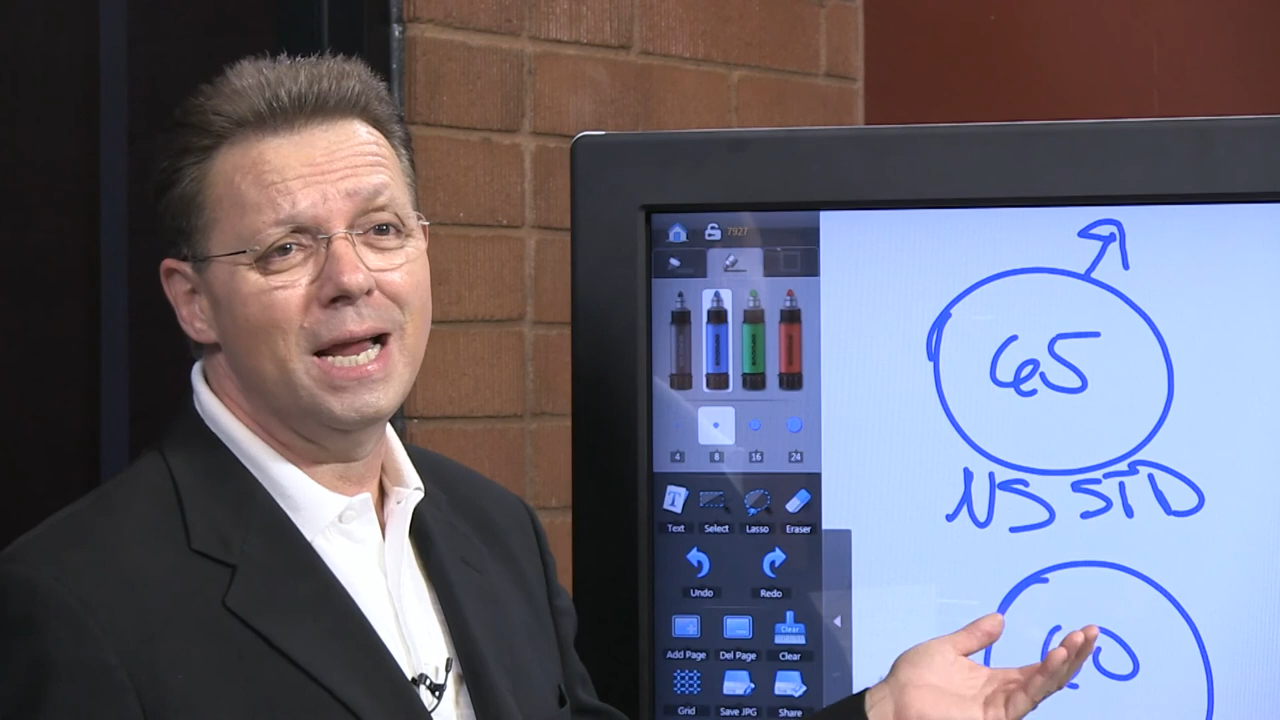 7927
65
NS STD
4 8 16 24
Text Select Lasso Eraser
Undo Redo
Clear
Add Page Del Page Clear
Grid Save JPG Share